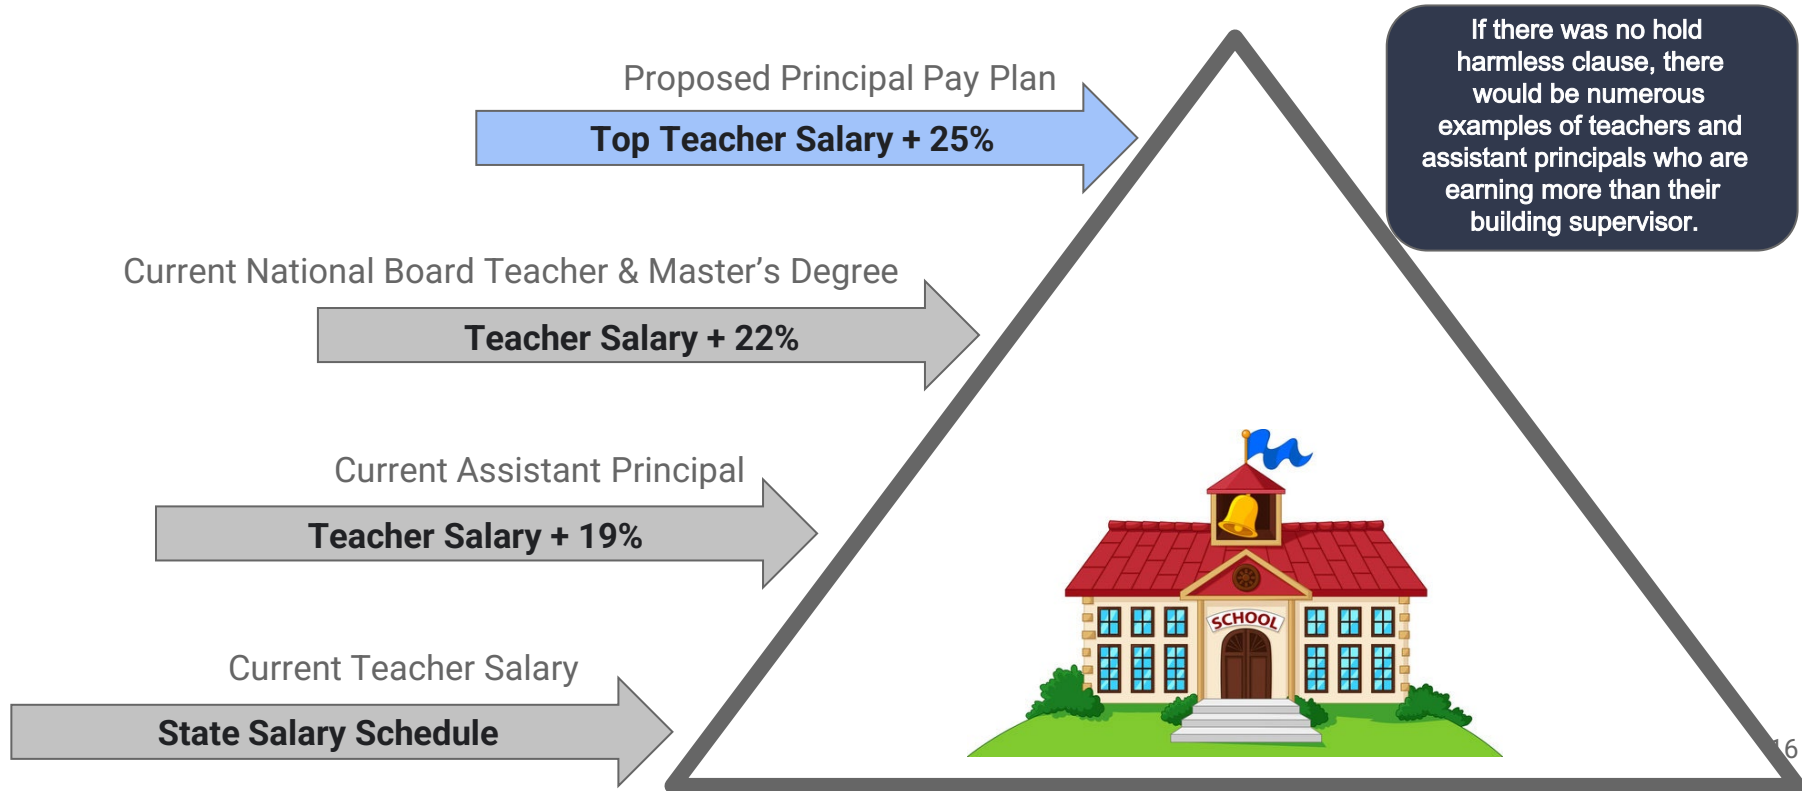 If there was no hold
harmless clause, there
would be numerous
examples of teachers and
assistant principals who are
earning more than their
building supervisor.
Proposed Principal Pay Plan
Top Teacher Salary + 25%
Current National Board Teacher & Master’s Degree
Teacher Salary + 22%
Current Assistant Principal
Teacher Salary + 19%
Current Teacher Salary
State Salary Schedule
SCHOOL
16